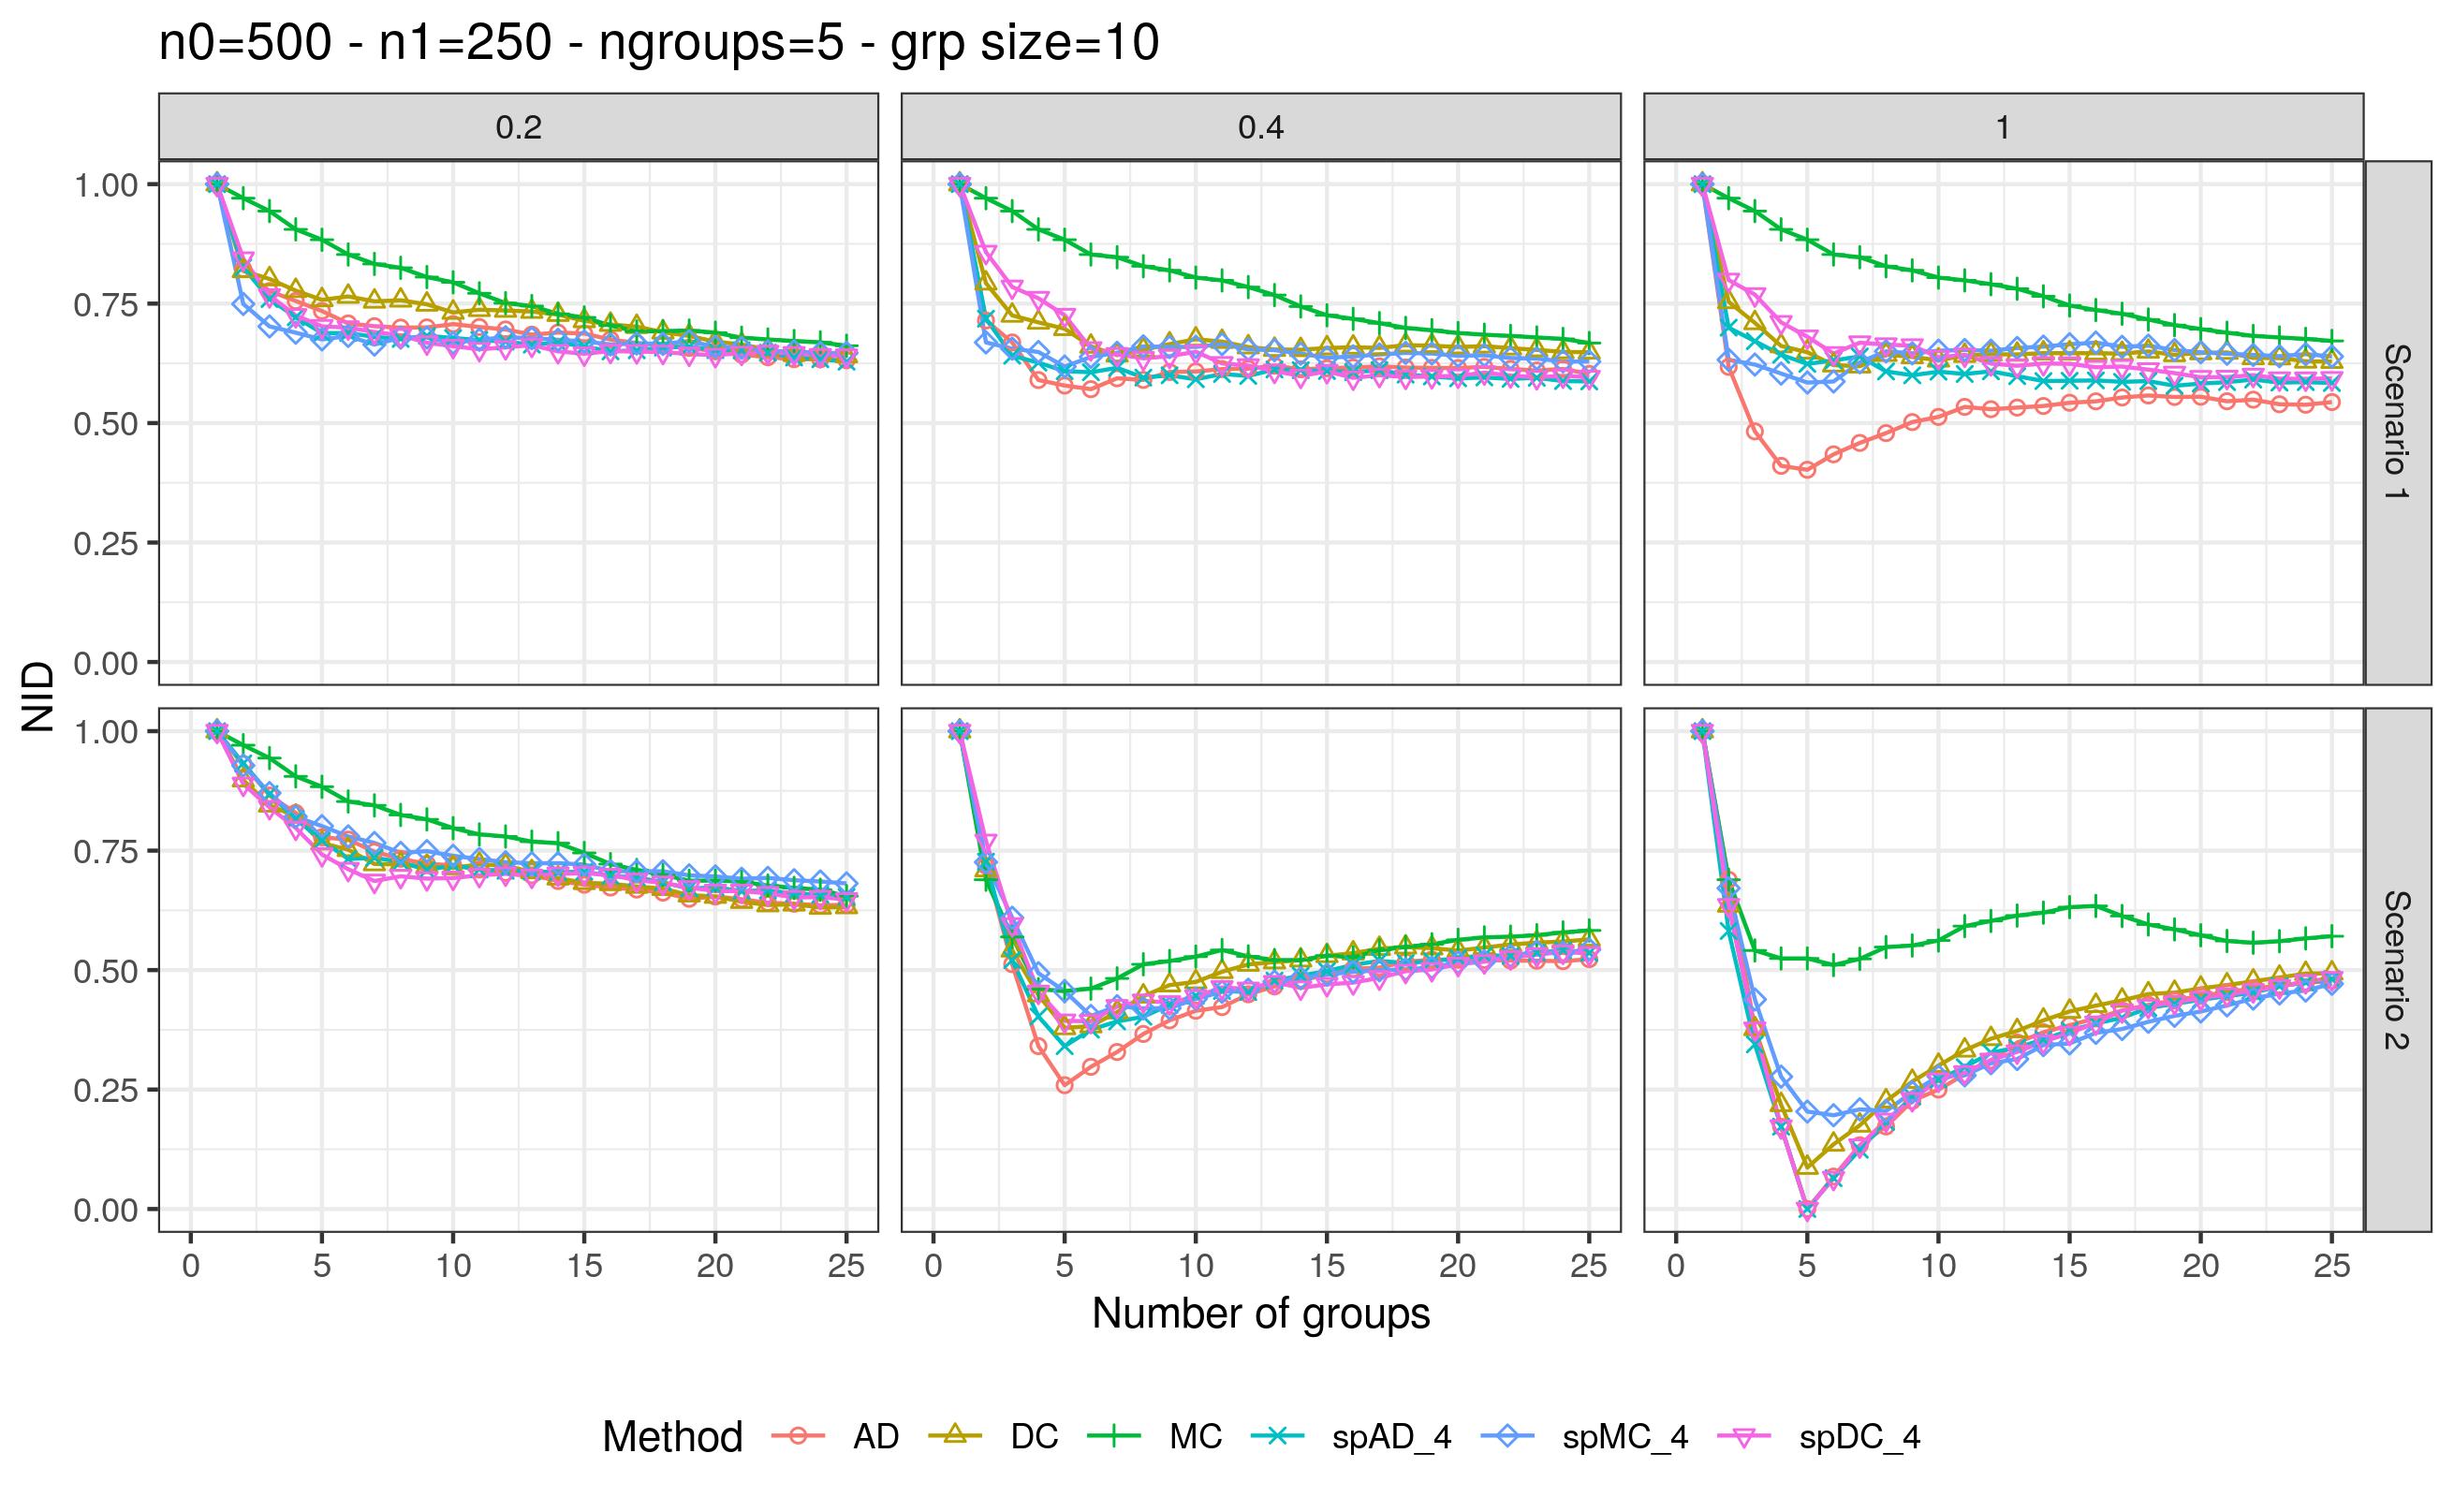 n0=500 - n1=250 - ngroups=5 - grp size=10
0.2 0.4 1
1.00
0.75
0.50
0.25
0.00
Scenario 1
NID
1.00
0.75
0.50
0.25
0.00
Scenario 2
0 5 10 15 20 25 0 5 10 15 20 25 0 5 10 15 20 25
Number of groups
Method AD DC MC spAD_4 spMC_4 spDC_4